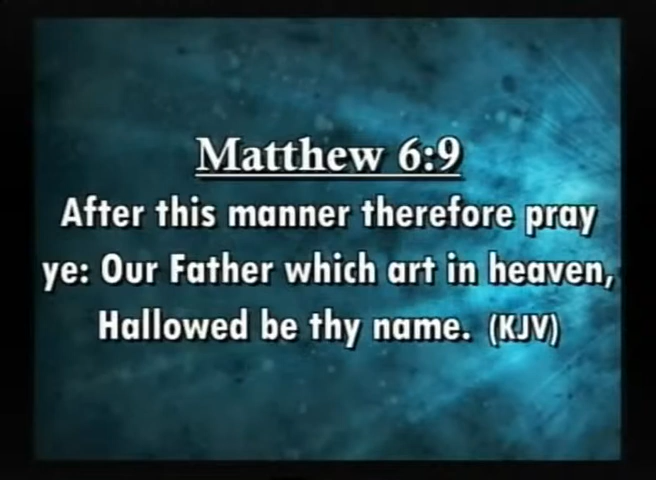 Matthew 6:9
After this manner therefore pray
ye: Our Father which art in heaven,
Hallowed be thy name. (KJV)